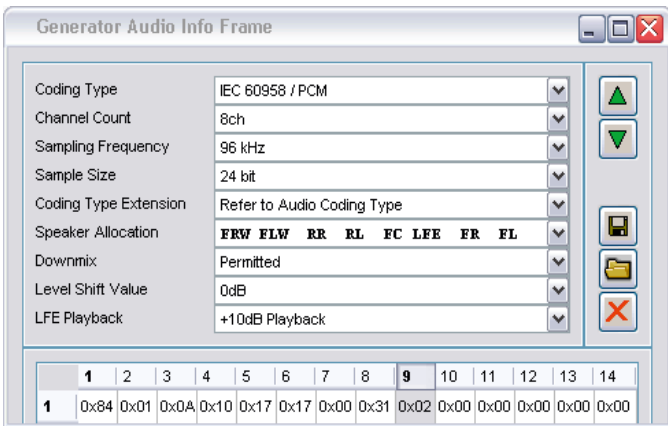 Generator Audio Info Frame
Coding Type IEC 60958 / PCM
Channel Count 8ch
Sampling Frequency 96 kHz
Sample Size 24 bit
Coding Type Extension Refer to Audio Coding Type
Speaker Allocation FRW FLW RR RL FC LFE FR FL
Downmix Permitted
Level Shift Value 0dB
LFE Playback +10dB Playback
1 2 3 4 5 6 7 8 9 10 11 12 13 14
1 0x84 0x01 0x0A 0x10 0x17 0x17 0x00 0x31 0x02 0x00 0x00 0x00 0x00 0x00